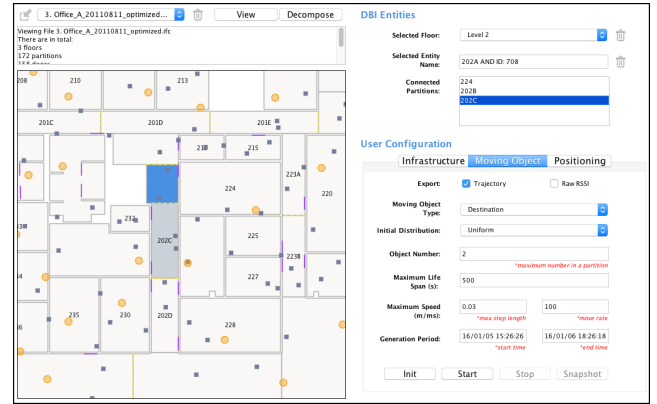 3. Office_A_20110811_optimized...
View
Decompose
Viewing File 3. Office_A_20110811_optimized.ifc
There are in total:
3 floors
172 partitions
158 doors
208
210
213
201C
201D
201E
215
223A
224
220
232
202C
225
223B
227
235
230
202D
228
DBI Entities
Selected Floor:
Level 2
Selected Entity
Name:
202A AND ID: 708
Connected
Partitions:
224
202B
202C
User Configuration
Infrastructure
Moving Object
Positioning
Export:
Trajectory
Raw RSSI
Moving Object
Type:
Destination
Initial Distribution:
Uniform
Object Number:
2
*maximum number in a partition
Maximum Life
Span (s):
500
Maximum Speed
(m/ms):
0.03
100
*max step length
*move rate
Generation Period:
16/01/05 15:26:26
16/01/06 18:26:18
*start time
*end time
Init
Start
Stop
Snapshot